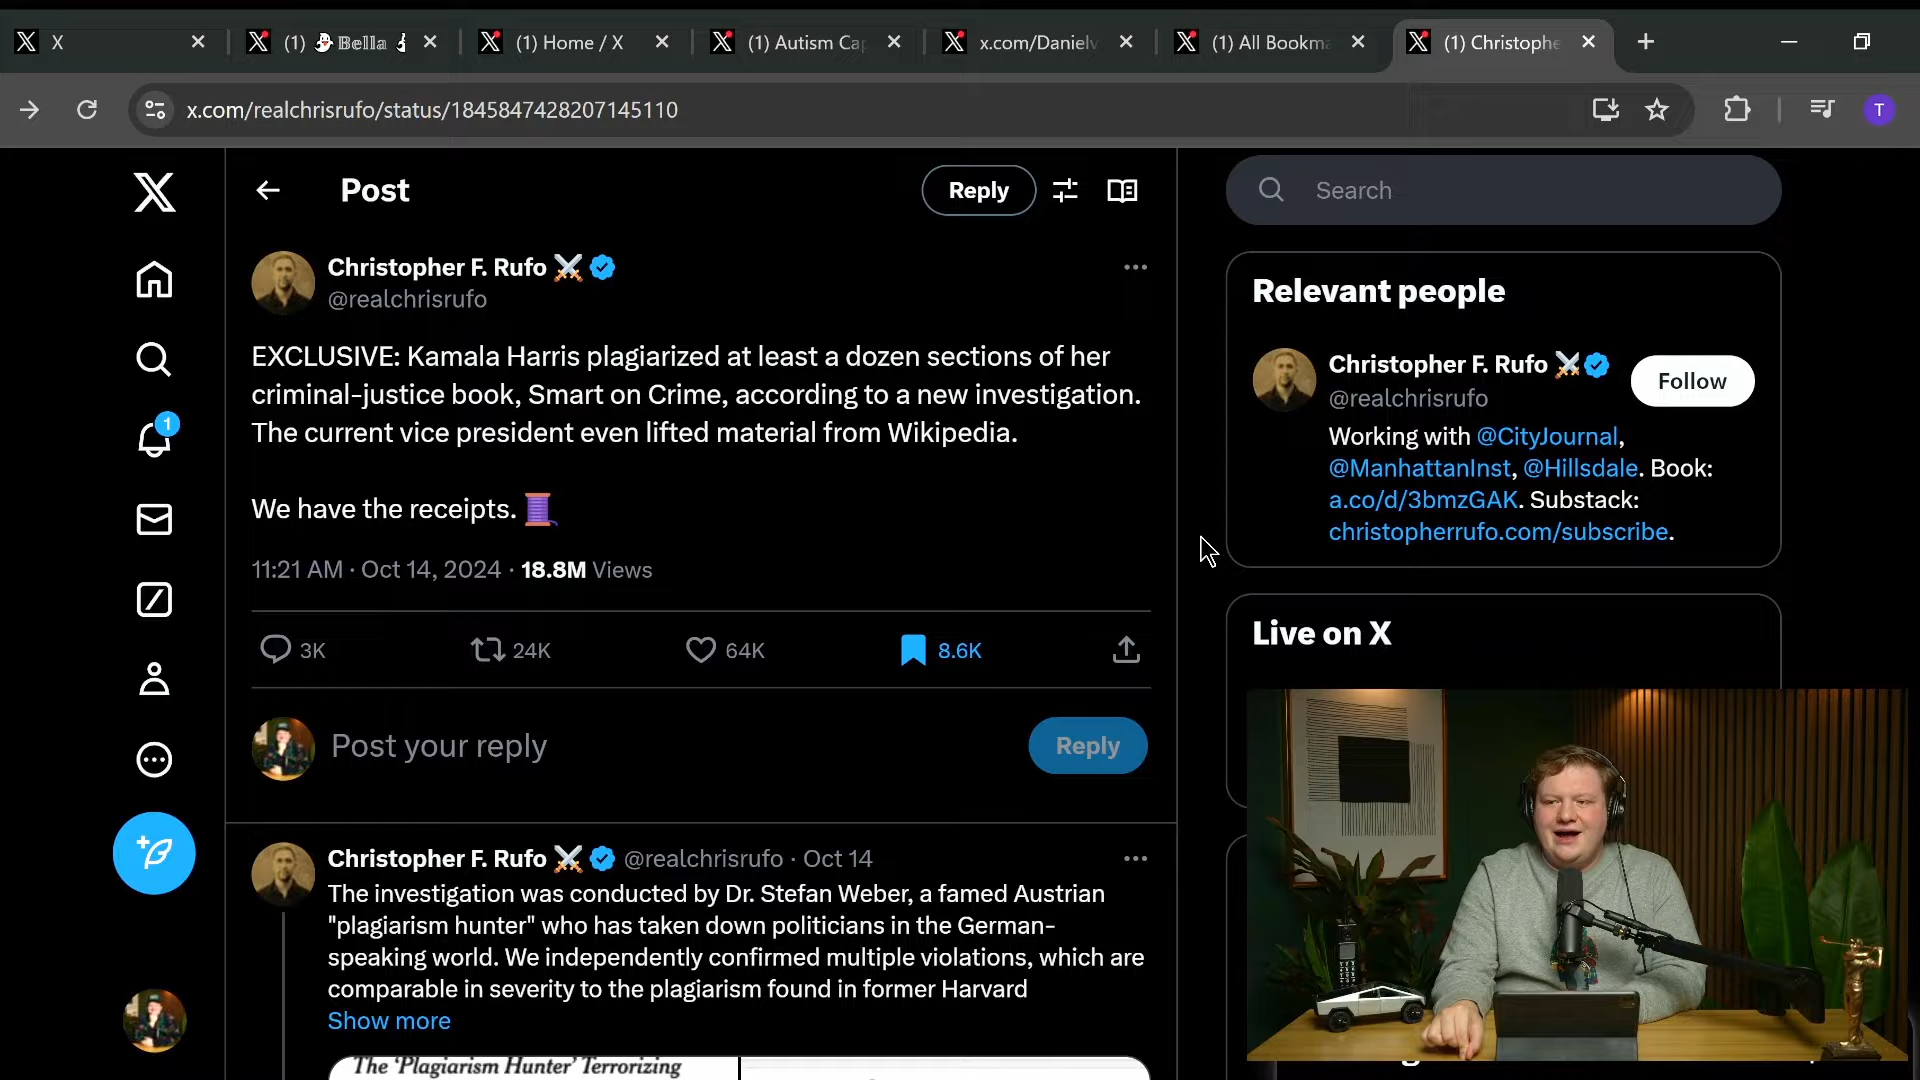 X
(1) 👻 𝔹𝕖𝕝𝕝𝕒
(1) Home / X
(1) Autism Cap
x.com/Danielv
(1) All Bookma
(1) Christophe
x.com/realchrisrufo/status/1845847428207145110
T
Post
Reply
Search
Christopher F. Rufo ⚔️
@realchrisrufo
EXCLUSIVE: Kamala Harris plagiarized at least a dozen sections of her
criminal-justice book, Smart on Crime, according to a new investigation.
The current vice president even lifted material from Wikipedia.
We have the receipts. 🧵
11:21 AM · Oct 14, 2024 · 18.8M Views
3K
24K
64K
8.6K
1
Post your reply
Reply
Christopher F. Rufo ⚔️ @realchrisrufo · Oct 14
The investigation was conducted by Dr. Stefan Weber, a famed Austrian
"plagiarism hunter" who has taken down politicians in the German-
speaking world. We independently confirmed multiple violations, which are
comparable in severity to the plagiarism found in former Harvard
Show more
The 'Plagiarism Hunter' Terrorizing
Relevant people
Christopher F. Rufo ⚔️
@realchrisrufo
Follow
Working with @CityJournal,
@ManhattanInst, @Hillsdale. Book:
a.co/d/3bmzGAK. Substack:
christopherrufo.com/subscribe.
Live on X